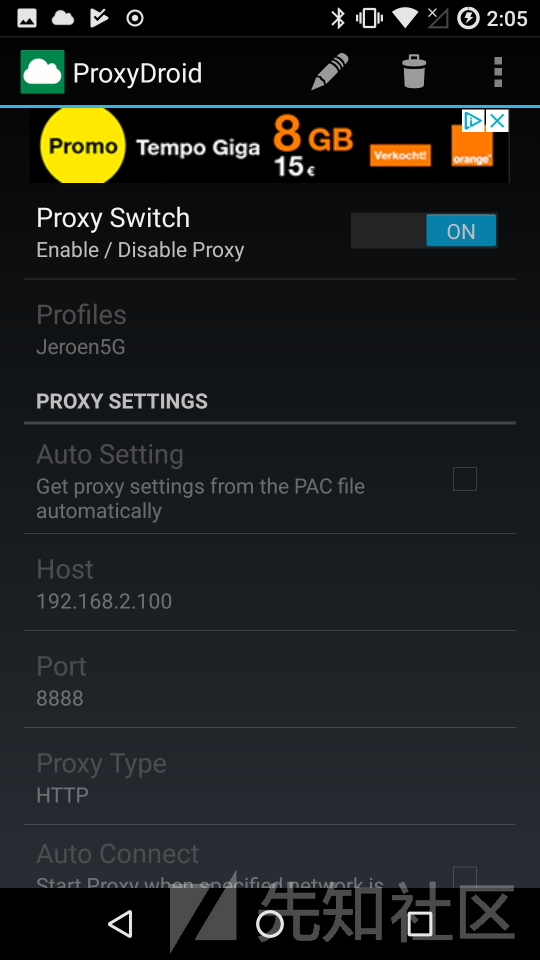 2:05
ProxyDroid
Promo
Tempo Giga
8 GB
15 €
Verkocht!
orange
Proxy Switch
Enable / Disable Proxy
ON
Profiles
Jeroen5G
PROXY SETTINGS
Auto Setting
Get proxy settings from the PAC file
automatically
Host
192.168.2.100
Port
8888
Proxy Type
HTTP
Auto Connect
Start Proxy when specified network is
先知社区